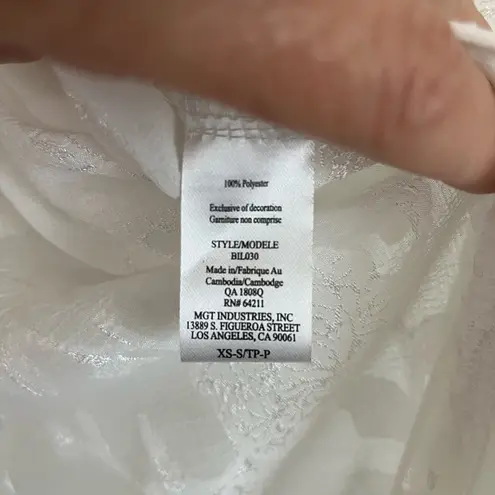 100% Polyester
Exclusive of decoration
Garniture non comprise
STYLE/MODELE
BIL030
Made in/Fabrique Au
Cambodia/Cambodge
QA 1808Q
RN# 64211
MGT INDUSTRIES, INC
13889 S. FIGUEROA STREET
LOS ANGELES, CA 90061
XS-S/TP-P